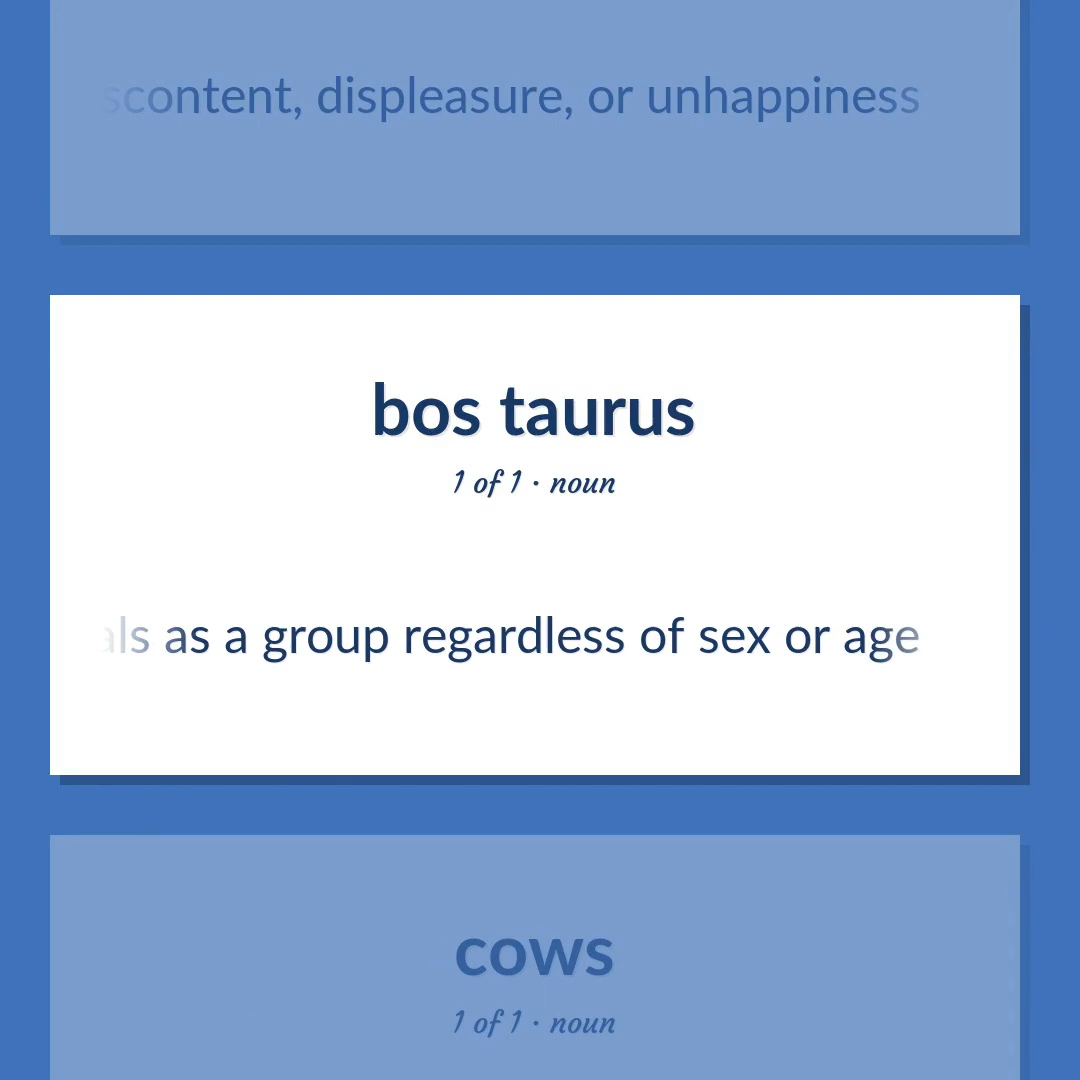 scontent, displeasure, or unhappiness
bos taurus
1 of 1 · noun
als as a group regardless of sex or age
cows
1 of 1 · noun